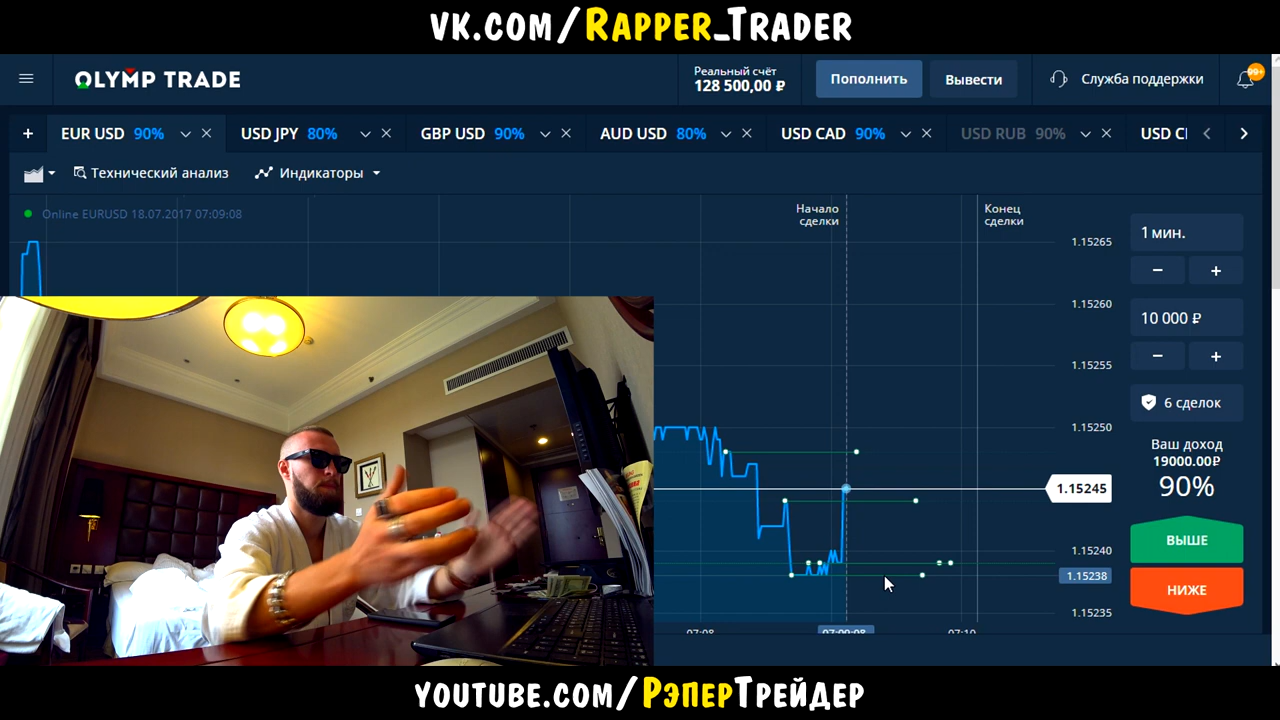 VK.COM/RAPPER_TRADER
OLYMP TRADE
Реальный счёт
128 500,00 ₽
Пополнить
Вывести
Служба поддержки
99+
+ EUR USD 90% USD JPY 80% GBP USD 90% AUD USD 80% USD CAD 90% USD RUB 90% USD C
Технический анализ
Индикаторы
Online EURUSD 18.07.2017 07:09:08
Начало
сделки
Конец
сделки
1.15265
1.15260
1.15255
1.15250
1.15245
1.15240
1.15238
1.15235
07:08
07:09:08
07:10
1 мин.
− +
10 000 ₽
− +
6 сделок
Ваш доход
19000.00₽
90%
ВЫШЕ
НИЖЕ
YOUTUBE.COM/РЭПЕРТРЕЙДЕР